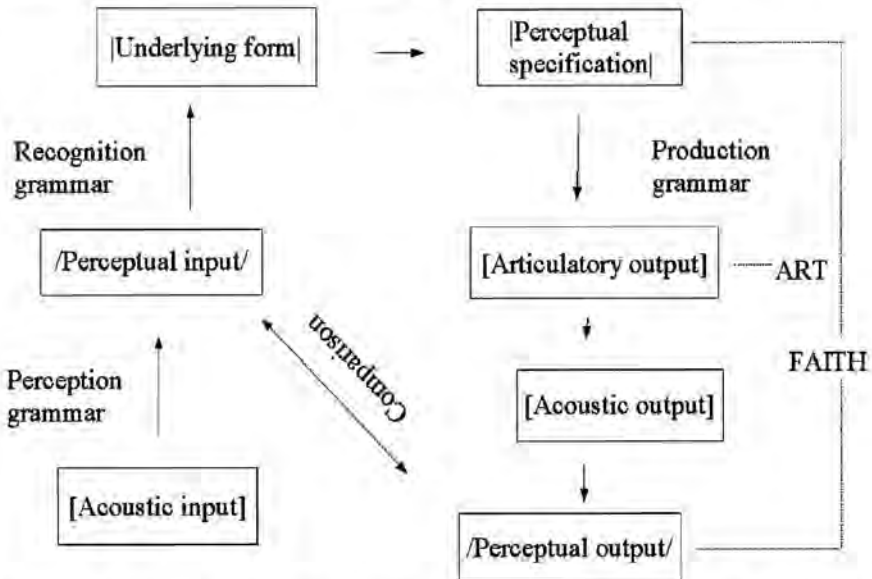 |Underlying form|
|Perceptual
specification|
Recognition
grammar
Production
grammar
/Perceptual input/
[Articulatory output]
ART
Comparison
FAITH
Perception
grammar
[Acoustic output]
[Acoustic input]
/Perceptual output/